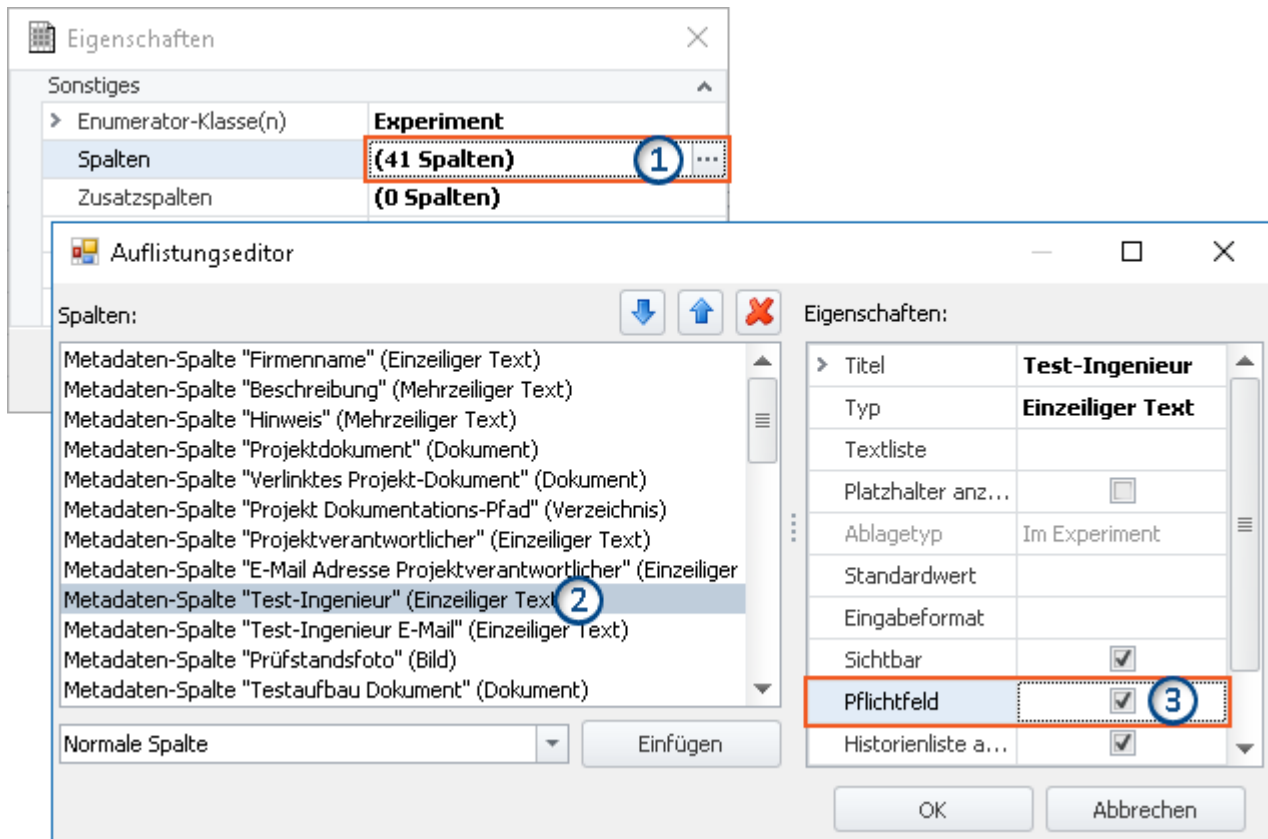 Eigenschaften
Sonstiges
Enumerator-Klasse(n) Experiment
Spalten (41 Spalten) 1 ...
Zusatzspalten (0 Spalten)
Auflistungseditor
Spalten:
Metadaten-Spalte "Firmenname" (Einzeiliger Text)
Metadaten-Spalte "Beschreibung" (Mehrzeiliger Text)
Metadaten-Spalte "Hinweis" (Mehrzeiliger Text)
Metadaten-Spalte "Projektdokument" (Dokument)
Metadaten-Spalte "Verlinktes Projekt-Dokument" (Dokument)
Metadaten-Spalte "Projekt Dokumentations-Pfad" (Verzeichnis)
Metadaten-Spalte "Projektverantwortlicher" (Einzeiliger Text)
Metadaten-Spalte "E-Mail Adresse Projektverantwortlicher" (Einzeiliger
Metadaten-Spalte "Test-Ingenieur" (Einzeiliger Text 2
Metadaten-Spalte "Test-Ingenieur E-Mail" (Einzeiliger Text)
Metadaten-Spalte "Prüfstandsfoto" (Bild)
Metadaten-Spalte "Testaufbau Dokument" (Dokument)
Normale Spalte
Einfügen
Eigenschaften:
Titel Test-Ingenieur
Typ Einzeiliger Text
Textliste
Platzhalter anz...
Ablagetyp Im Experiment
Standardwert
Eingabeformat
Sichtbar
Pflichtfeld 3
Historienliste a...
OK
Abbrechen